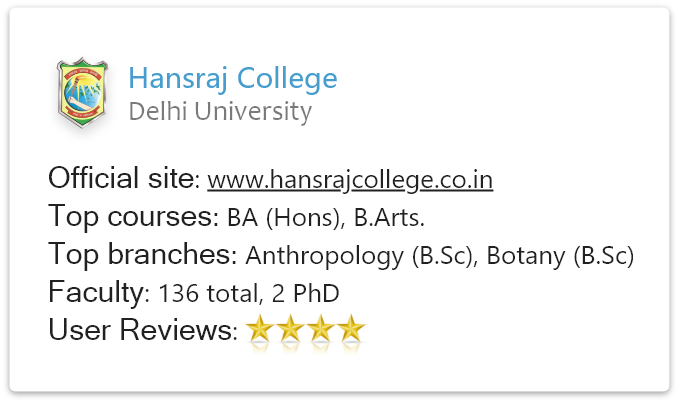 Hansraj College
Delhi University
Official site: www.hansrajcollege.co.in
Top courses: BA (Hons), B.Arts.
Top branches: Anthropology (B.Sc), Botany (B.Sc)
Faculty: 136 total, 2 PhD
User Reviews: